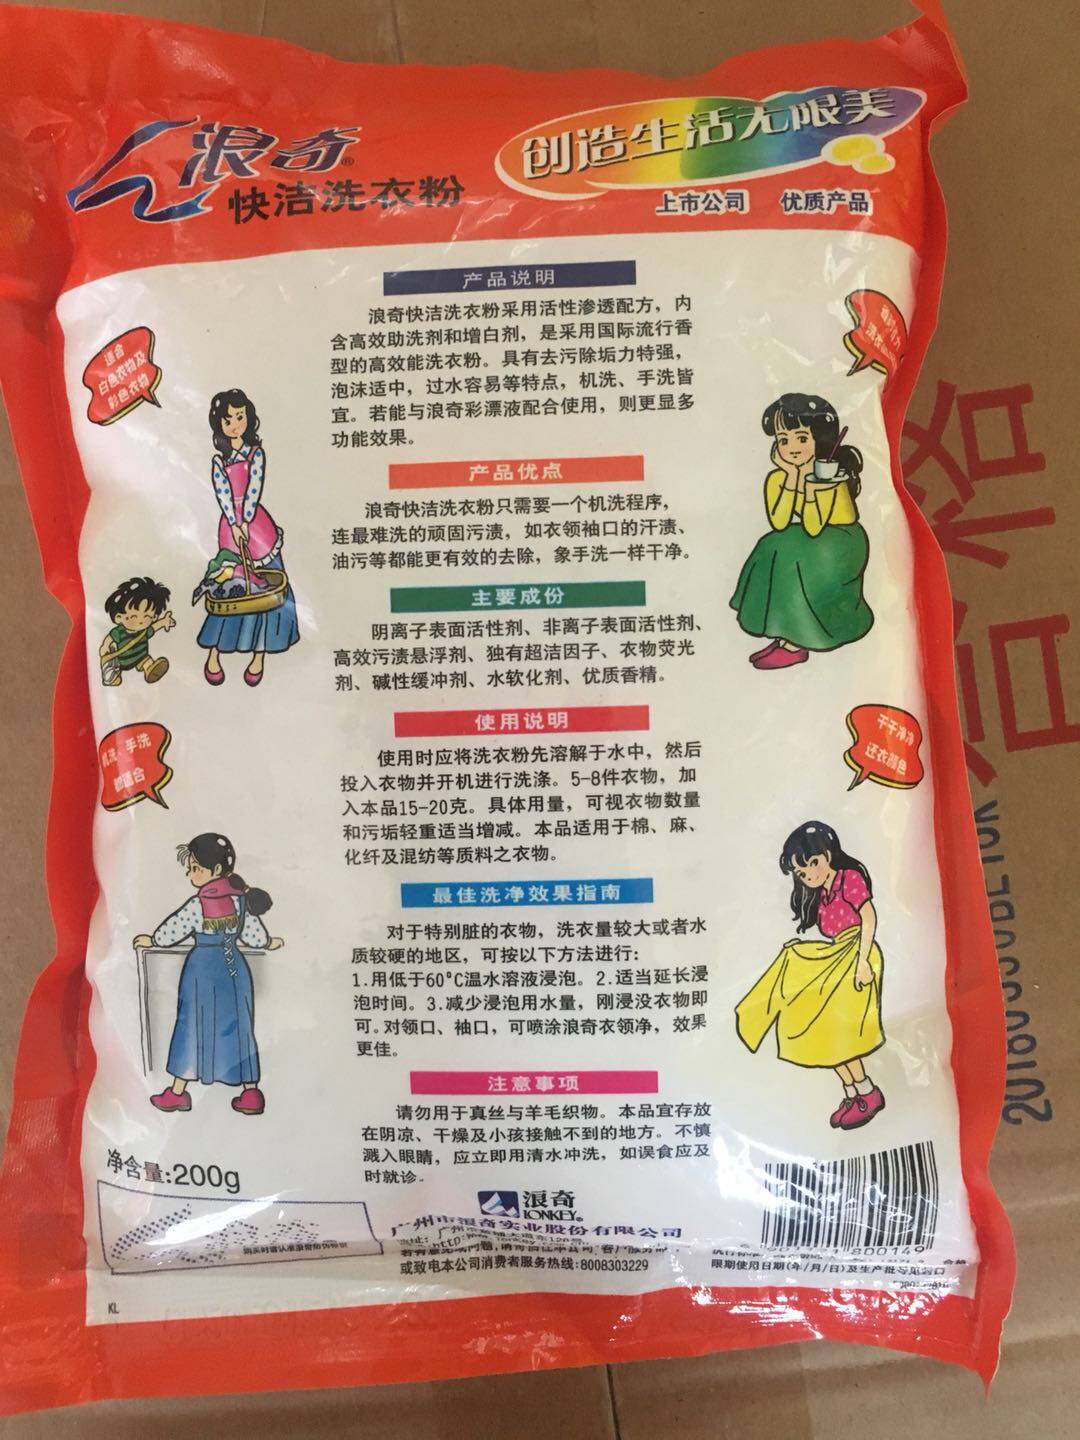 浪奇®
快洁洗衣粉
创造生活无限美
上市公司 优质产品
产品说明
浪奇快洁洗衣粉采用活性渗透配方，内
含高效助洗剂和增白剂，是采用国际流行香
型的高效能洗衣粉。具有去污除垢力特强，
泡沫适中，过水容易等特点，机洗、手洗皆
宜。若能与浪奇彩漂液配合使用，则更显多
功能效果。
适合
白色衣物及
彩色衣物
产品优点
浪奇快洁洗衣粉只需要一个机洗程序，
连最难洗的顽固污渍，如衣领袖口的汗渍、
油污等都能更有效的去除，象手洗一样干净。
主要成份
阴离子表面活性剂、非离子表面活性剂、
高效污渍悬浮剂、独有超洁因子、衣物荧光
剂、碱性缓冲剂、水软化剂、优质香精。
机洗、手洗
都适合
干干净净
还衣颜色
使用说明
使用时应将洗衣粉先溶解于水中，然后
投入衣物并开机进行洗涤。5-8件衣物，加
入本品15-20克。具体用量，可视衣物数量
和污垢轻重适当增减。本品适用于棉、麻、
化纤及混纺等质料之衣物。
最佳洗净效果指南
对于特别脏的衣物，洗衣量较大或者水
质较硬的地区，可按以下方法进行：
1.用低于60°C温水溶液浸泡。2.适当延长浸
泡时间。3.减少浸泡用水量，刚浸没衣物即
可。对领口、袖口，可喷涂浪奇衣领净，效果
更佳。
注意事项
请勿用于真丝与羊毛织物。本品宜存放
在阴凉、干燥及小孩接触不到的地方。不慎
溅入眼睛，应立即用清水冲洗，如误食应及
时就诊。
净含量:200g
浪奇
LONKEY®
广州市浪奇实业股份有限公司
或致电本公司消费者服务热线:8008303229
800149
限期使用日期(年/月/日)及生产批号见封口
KL
合格